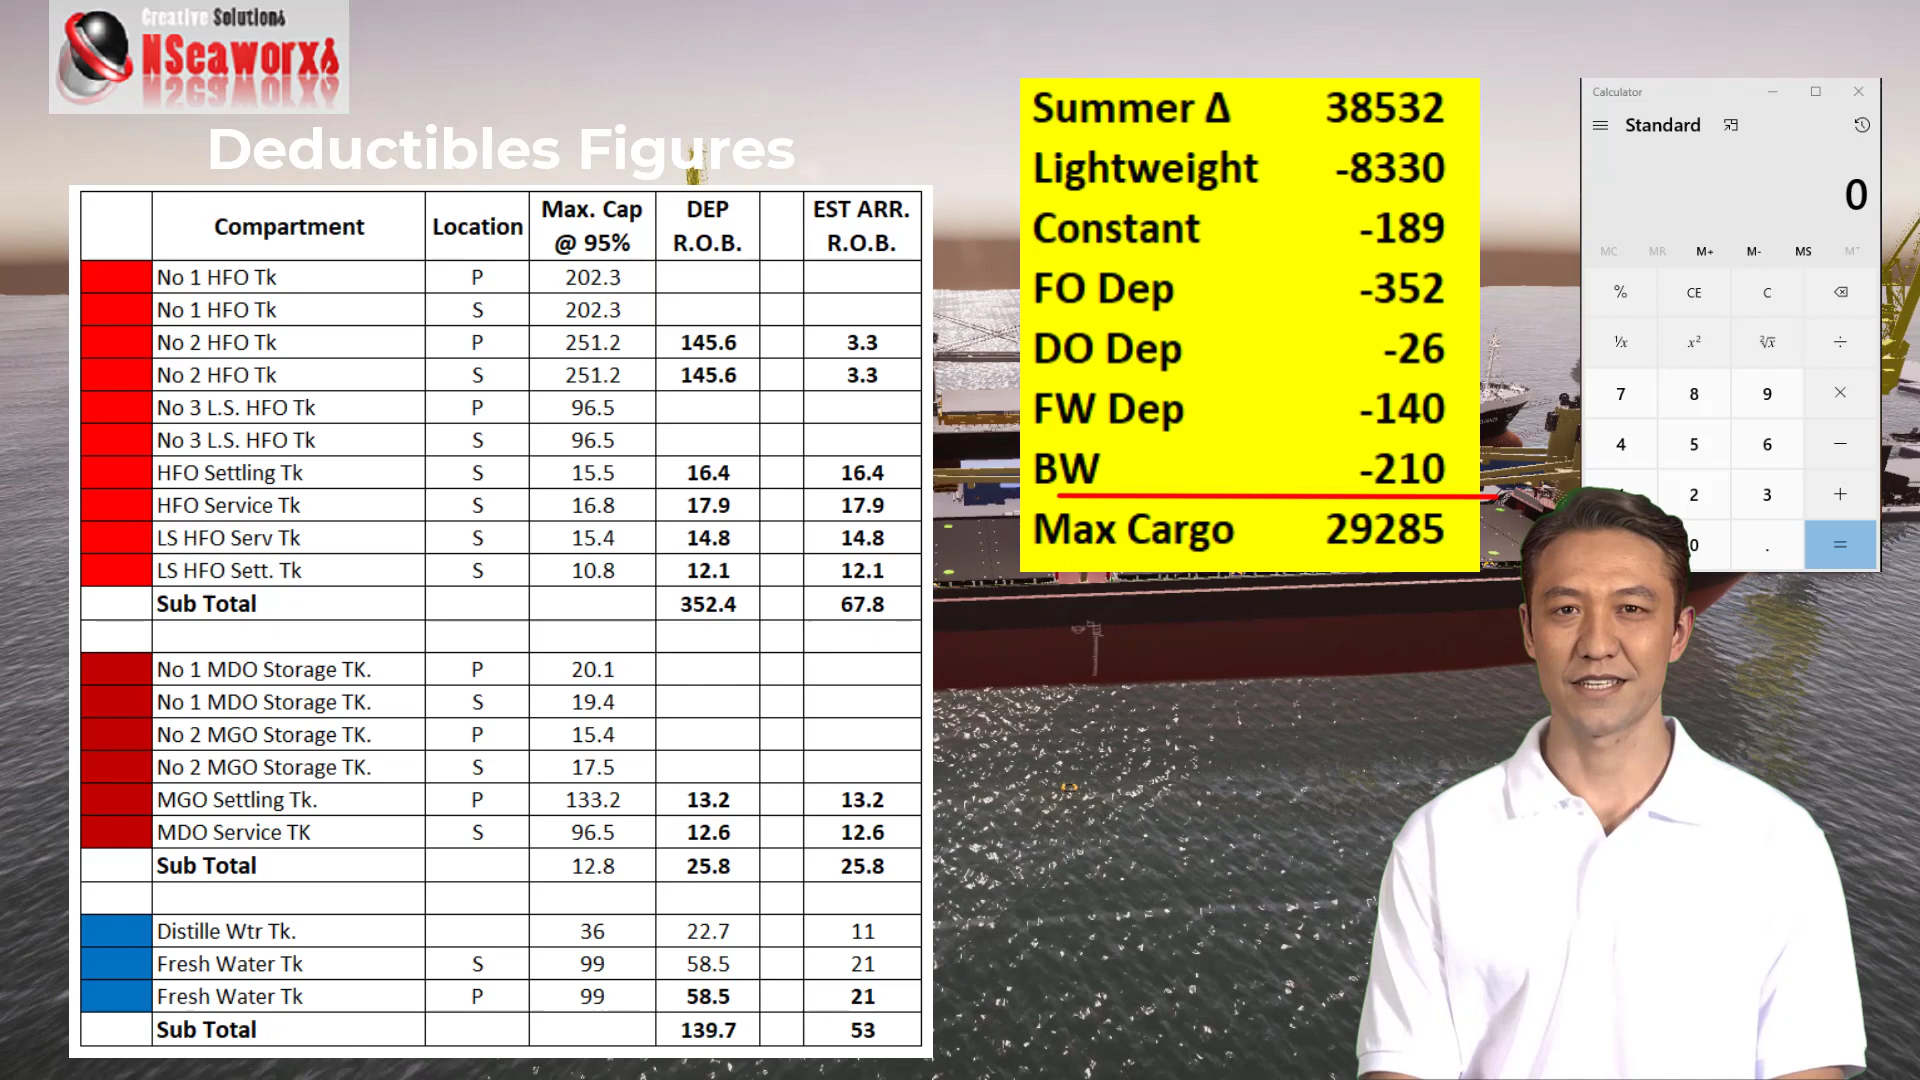 Creative Solutions
NSeaworxs
Deductibles Figures
Compartment Location Max. Cap @ 95% DEP R.O.B. EST ARR. R.O.B.
No 1 HFO Tk P 202.3
No 1 HFO Tk S 202.3
No 2 HFO Tk P 251.2 145.6 3.3
No 2 HFO Tk S 251.2 145.6 3.3
No 3 L.S. HFO Tk P 96.5
No 3 L.S. HFO Tk S 96.5
HFO Settling Tk S 15.5 16.4 16.4
HFO Service Tk S 16.8 17.9 17.9
LS HFO Serv Tk S 15.4 14.8 14.8
LS HFO Sett. Tk S 10.8 12.1 12.1
Sub Total 352.4 67.8
No 1 MDO Storage TK. P 20.1
No 1 MDO Storage TK. S 19.4
No 2 MGO Storage TK. P 15.4
No 2 MGO Storage TK. S 17.5
MGO Settling Tk. P 133.2 13.2 13.2
MDO Service TK S 96.5 12.6 12.6
Sub Total 12.8 25.8 25.8
Distille Wtr Tk. 36 22.7 11
Fresh Water Tk S 99 58.5 21
Fresh Water Tk P 99 58.5 21
Sub Total 139.7 53
Summer Δ 38532
Lightweight -8330
Constant -189
FO Dep -352
DO Dep -26
FW Dep -140
BW -210
Max Cargo 29285
Calculator
Standard
0
MC MR M+ M- MS M˅
% CE C
¹/x x² ²√x ÷
7 8 9 ×
4 5 6 −
2 3 +
0 . =